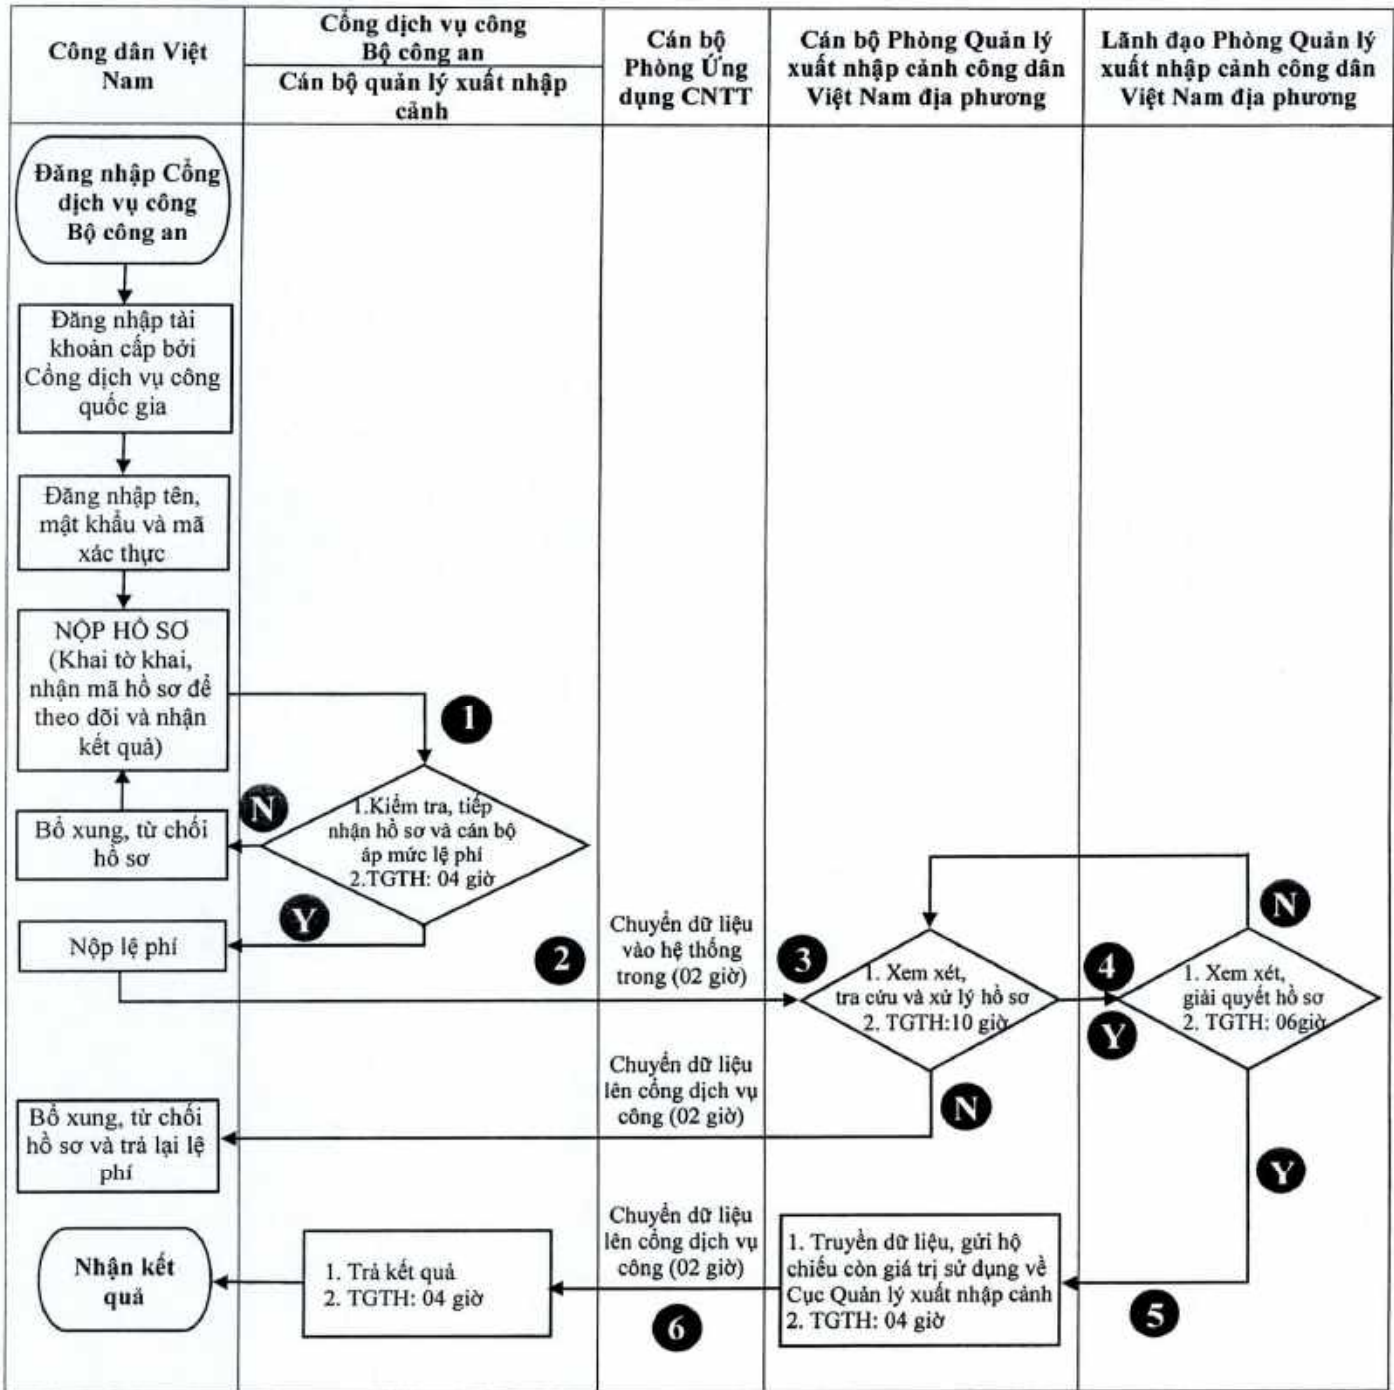 Công dân Việt
Nam
Cổng dịch vụ công
Bộ công an
Cán bộ quản lý xuất nhập
cảnh
Cán bộ
Phòng Ứng
dụng CNTT
Cán bộ Phòng Quản lý
xuất nhập cảnh công dân
Việt Nam địa phương
Lãnh đạo Phòng Quản lý
xuất nhập cảnh công dân
Việt Nam địa phương
Đăng nhập Cổng
dịch vụ công
Bộ công an
Đăng nhập tài
khoản cấp bởi
Cổng dịch vụ công
quốc gia
Đăng nhập tên,
mật khẩu và mã
xác thực
NỘP HỒ SƠ
(Khai tờ khai,
nhận mã hồ sơ để
theo dõi và nhận
kết quả)
1
N
1.Kiểm tra, tiếp
nhận hồ sơ và cán bộ
áp mức lệ phí
2.TGTH: 04 giờ
Bổ xung, từ chối
hồ sơ
Y
Nộp lệ phí
2
Chuyển dữ liệu
vào hệ thống
trong (02 giờ)
3
1. Xem xét,
tra cứu và xử lý hồ sơ
2. TGTH:10 giờ
4
Y
N
1. Xem xét,
giải quyết hồ sơ
2. TGTH: 06giờ
Chuyển dữ liệu
lên cổng dịch vụ
công (02 giờ)
N
Bổ xung, từ chối
hồ sơ và trả lại lệ
phí
Y
Chuyển dữ liệu
lên cổng dịch vụ
công (02 giờ)
1. Truyền dữ liệu, gửi hộ
chiếu còn giá trị sử dụng về
Cục Quản lý xuất nhập cảnh
2. TGTH: 04 giờ
5
6
1. Trả kết quả
2. TGTH: 04 giờ
Nhận kết
quả